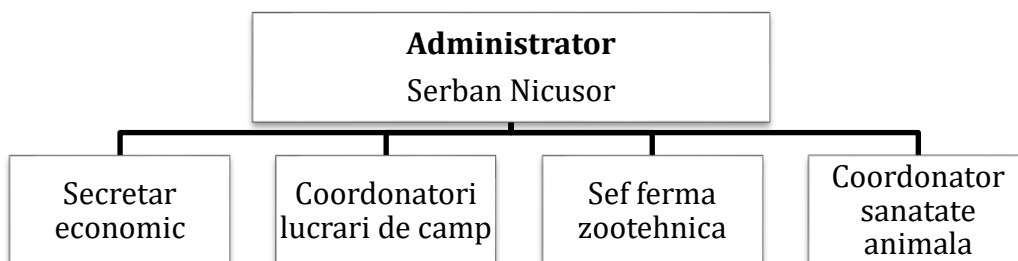 Administrator
Serban Nicusor
Secretar
economic
Coordonatori
lucrari de camp
Sef ferma
zootehnica
Coordonator
sanatate
animala